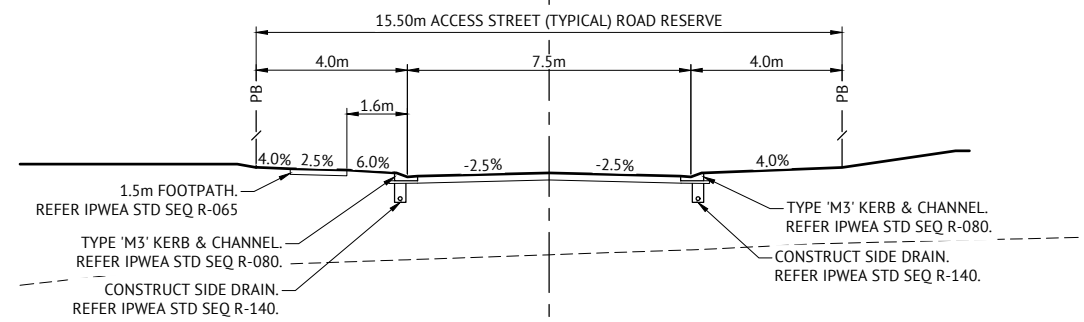 15.50m ACCESS STREET (TYPICAL) ROAD RESERVE
4.0m
7.5m
4.0m
PB
PB
1.6m
4.0%
2.5%
6.0%
-2.5%
-2.5%
4.0%
1.5m FOOTPATH.
REFER IPWEA STD SEQ R-065
TYPE 'M3' KERB & CHANNEL.
REFER IPWEA STD SEQ R-080.
CONSTRUCT SIDE DRAIN.
REFER IPWEA STD SEQ R-140.
TYPE 'M3' KERB & CHANNEL.
REFER IPWEA STD SEQ R-080.
CONSTRUCT SIDE DRAIN.
REFER IPWEA STD SEQ R-140.